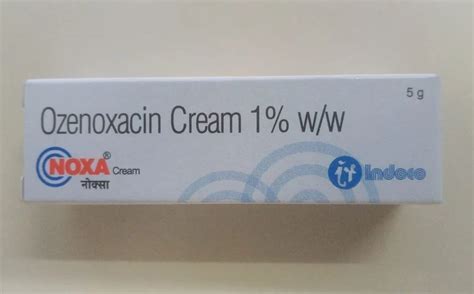 5 g
Ozenoxacin Cream 1% w/w
NOXA® Cream
नोक्सा
Indoco